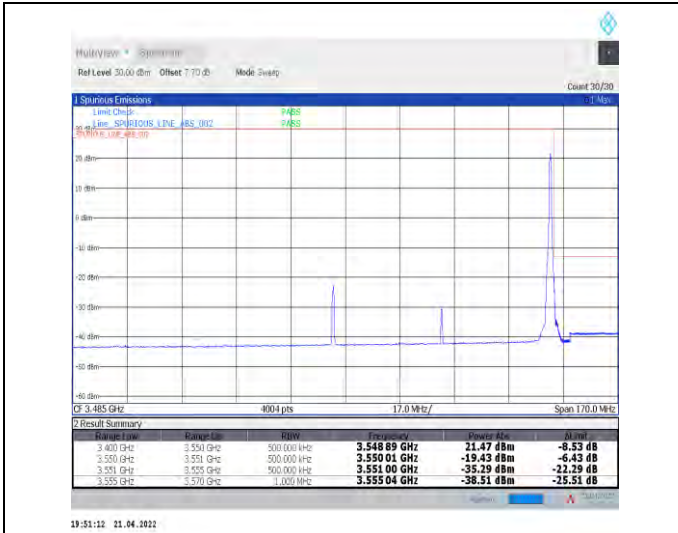 MultiView Spectrum
Ref Level 30.00 dBm Offset 7.70 dB Mode Sweep
Count 30/30
1 Spurious Emissions
Limit Check PASS
Line _SPURIOUS_LINE_ABS_002 PASS
20 dBm
10 dBm
0 dBm
-10 dBm
-20 dBm
-30 dBm
-40 dBm
-50 dBm
-60 dBm
CF 3.485 GHz 4004 pts 17.0 MHz/ Span 170.0 MHz
2 Result Summary
Range Low Range Up RBW Frequency Power Abs ΔLimit
3.400 GHz 3.550 GHz 500.000 kHz 3.548 89 GHz 21.47 dBm -8.53 dB
3.550 GHz 3.551 GHz 500.000 kHz 3.550 01 GHz -19.43 dBm -6.43 dB
3.551 GHz 3.555 GHz 500.000 kHz 3.551 00 GHz -35.29 dBm -22.29 dB
3.555 GHz 3.570 GHz 1.000 MHz 3.555 04 GHz -38.51 dBm -25.51 dB
19:51:12 21.04.2022